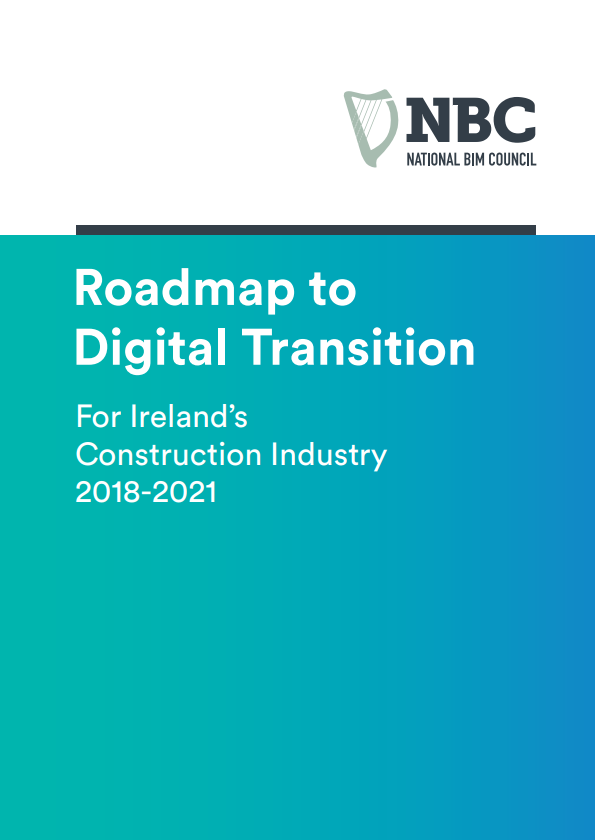 NBC
NATIONAL BIM COUNCIL
Roadmap to
Digital Transition
For Ireland’s
Construction Industry
2018-2021